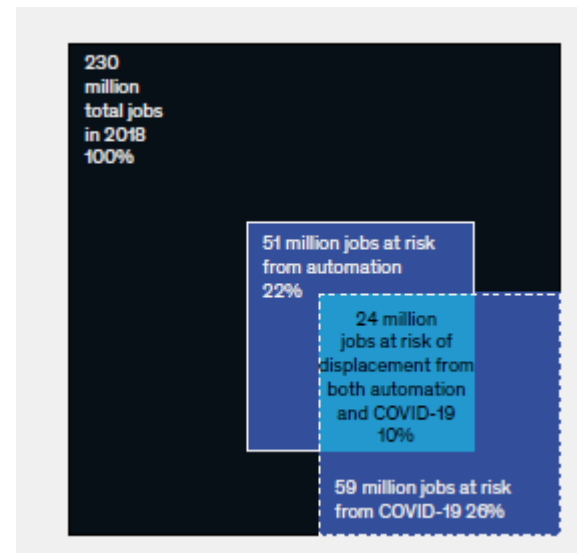 230
million
total jobs
in 2018
100%
51 million jobs at risk
from automation
22%
24 million
jobs at risk of
displacement from
both automation
and COVID-19
10%
59 million jobs at risk
from COVID-19 26%